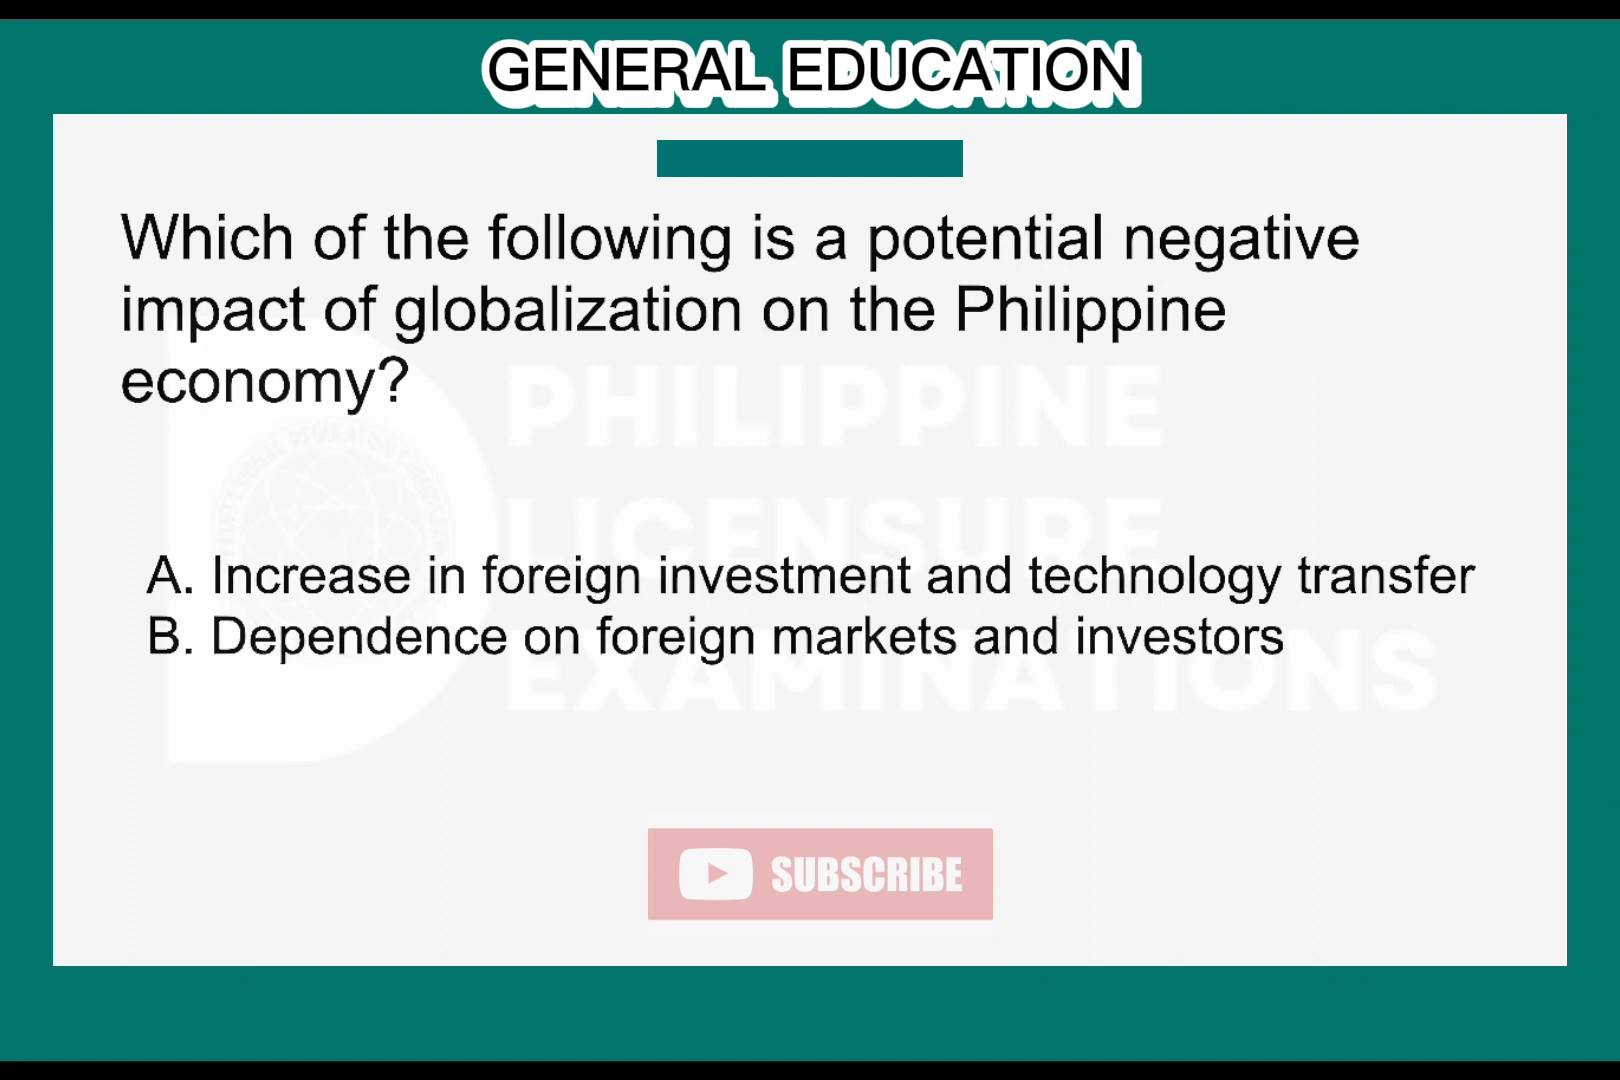 GENERAL EDUCATION
Which of the following is a potential negative
impact of globalization on the Philippine
economy?
PHILIPPINE
LICENSURE
A. Increase in foreign investment and technology transfer
B. Dependence on foreign markets and investors
EXAMINATIONS
SUBSCRIBE